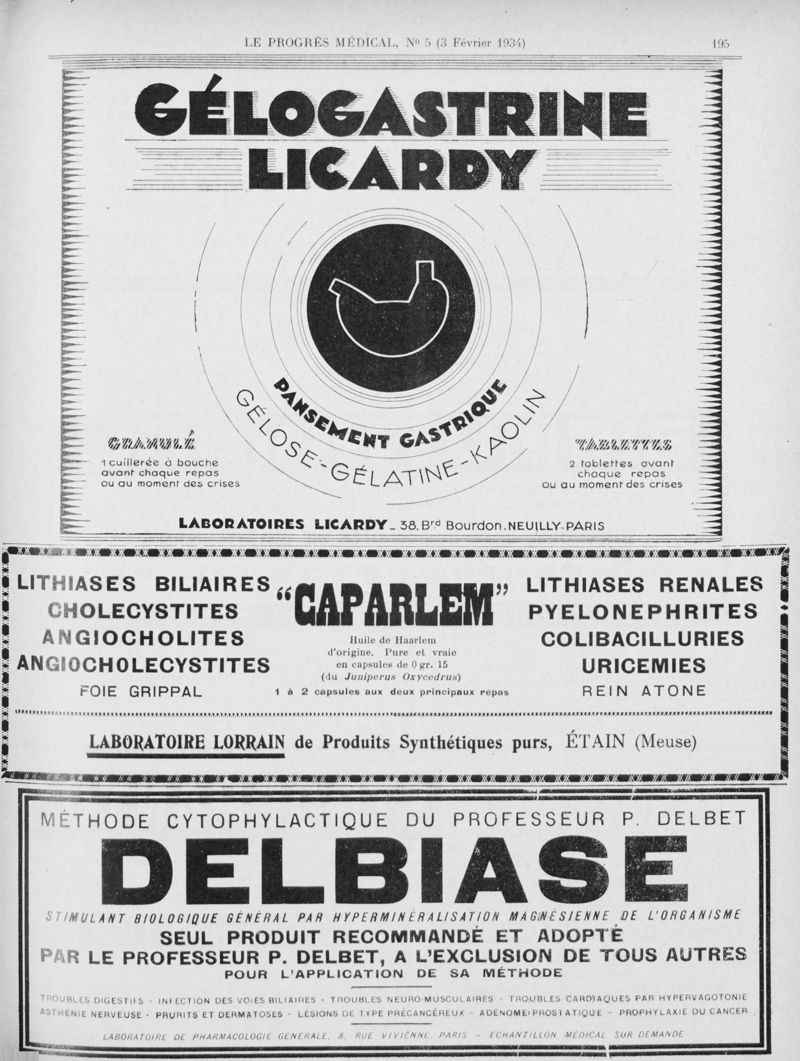 LE PROGRÈS MÉDICAL, Nº 5 (3 Février 1934) 195
GÉLOGASTRINE
LICARDY
PANSEMENT GASTRIQUE
GÉLOSE-GÉLATINE-KAOLIN
GRANULÉ
1 cuillerée à bouche
avant chaque repas
ou au moment des crises
TABLETTES
2 tablettes avant
chaque repas
ou au moment des crises
LABORATOIRES LICARDY_38, Brd Bourdon. NEUILLY-PARIS
LITHIASES BILIAIRES
CHOLECYSTITES
ANGIOCHOLITES
ANGIOCHOLECYSTITES
FOIE GRIPPAL
"CAPARLEM"
Huile de Haarlem
d'origine. Pure et vraie
en capsules de 0 gr. 15
(du Juniperus Oxycedrus)
1 à 2 capsules aux deux principaux repas
LITHIASES RENALES
PYELONEPHRITES
COLIBACILLURIES
URICEMIES
REIN ATONE
LABORATOIRE LORRAIN de Produits Synthétiques purs, ÉTAIN (Meuse)
MÉTHODE CYTOPHYLACTIQUE DU PROFESSEUR P. DELBET
DELBIASE
STIMULANT BIOLOGIQUE GÉNÉRAL PAR HYPERMINÉRALISATION MAGNÉSIENNE DE L'ORGANISME
SEUL PRODUIT RECOMMANDÉ ET ADOPTÉ
PAR LE PROFESSEUR P. DELBET, A L'EXCLUSION DE TOUS AUTRES
POUR L'APPLICATION DE SA MÉTHODE
TROUBLES DIGESTIFS - INFECTION DES VOIES BILIAIRES - TROUBLES NEURO-MUSCULAIRES - TROUBLES CARDIAQUES PAR HYPERVAGOTONIE
ASTHÉNIE NERVEUSE - PRURITS ET DERMATOSES - LÉSIONS DE TYPE PRÉCANCÉREUX - ADÉNOME PROSTATIQUE - PROPHYLAXIE DU CANCER
LABORATOIRE DE PHARMACOLOGIE GENERALE, 8, RUE VIVIENNE, PARIS - ECHANTILLON MÉDICAL SUR DEMANDE